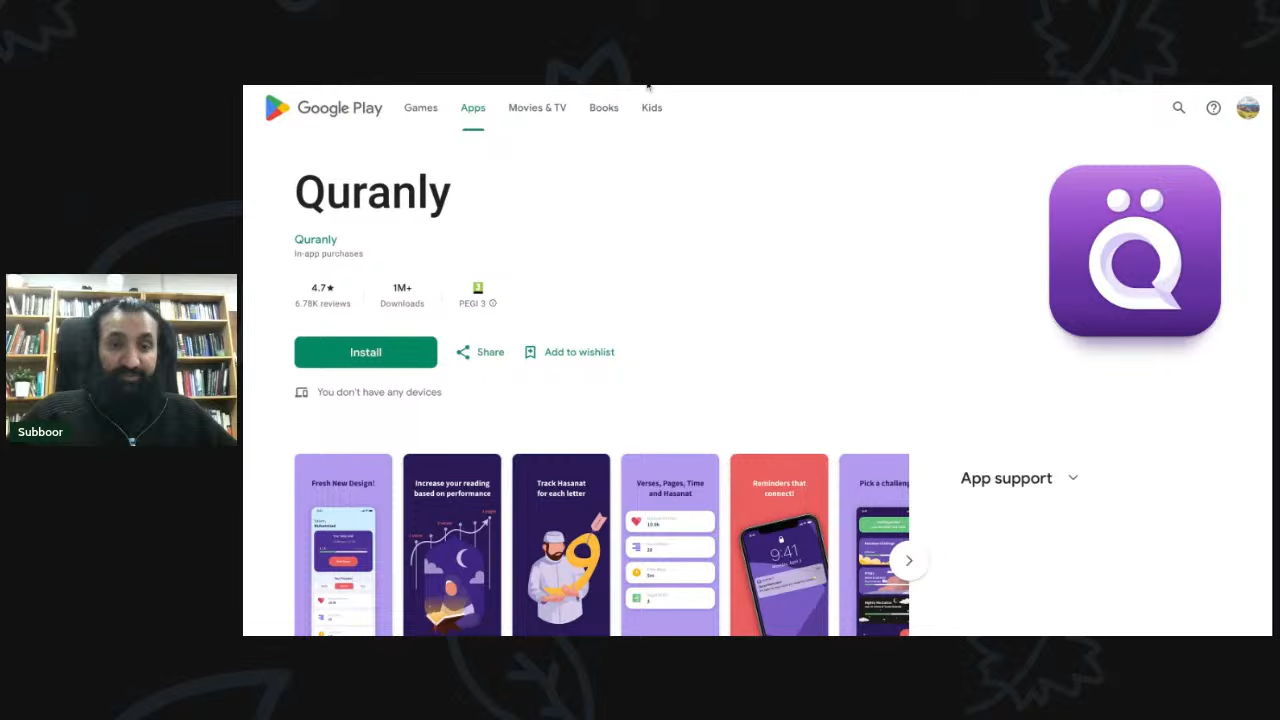 Google Play
Games
Apps
Movies & TV
Books
Kids
Quranly
Quranly
In-app purchases
4.7★
6.78K reviews
1M+
Downloads
3
PEGI 3
Install
Share
Add to wishlist
You don't have any devices
Subboor
App support
Fresh New Design!
Increase your reading
based on performance
Track Hasanat
for each letter
Verses, Pages, Time
and Hasanat
Reminders that
connect!
9:41
Pick a challeng